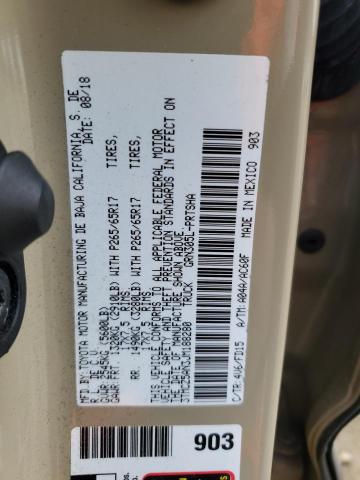 MFD. BY: TOYOTA MOTOR MANUFACTURING DE BAJA CALIFORNIA, S. DE
R.L. DE C.V. DATE: 08/18
GVWR: 2545KG (5600LB)
GAWR: FRT. 1320KG (2910LB) WITH P265/65R17 TIRES,
17X7.5 RIMS,
RR. 1490KG (3280LB) WITH P265/65R17 TIRES,
17X7.5 RIMS,
THIS VEHICLE CONFORMS TO ALL APPLICABLE FEDERAL MOTOR
VEHICLE SAFETY AND THEFT PREVENTION STANDARDS IN EFFECT ON
THE DATE OF MANUFACTURE SHOWN ABOVE.
3TMCZ5AN5JM188280 TRUCK GRN305L-PRTSHA
C/TR:4V6/FD15 A/TM:A04A/AC60F MADE IN MEXICO 903
903